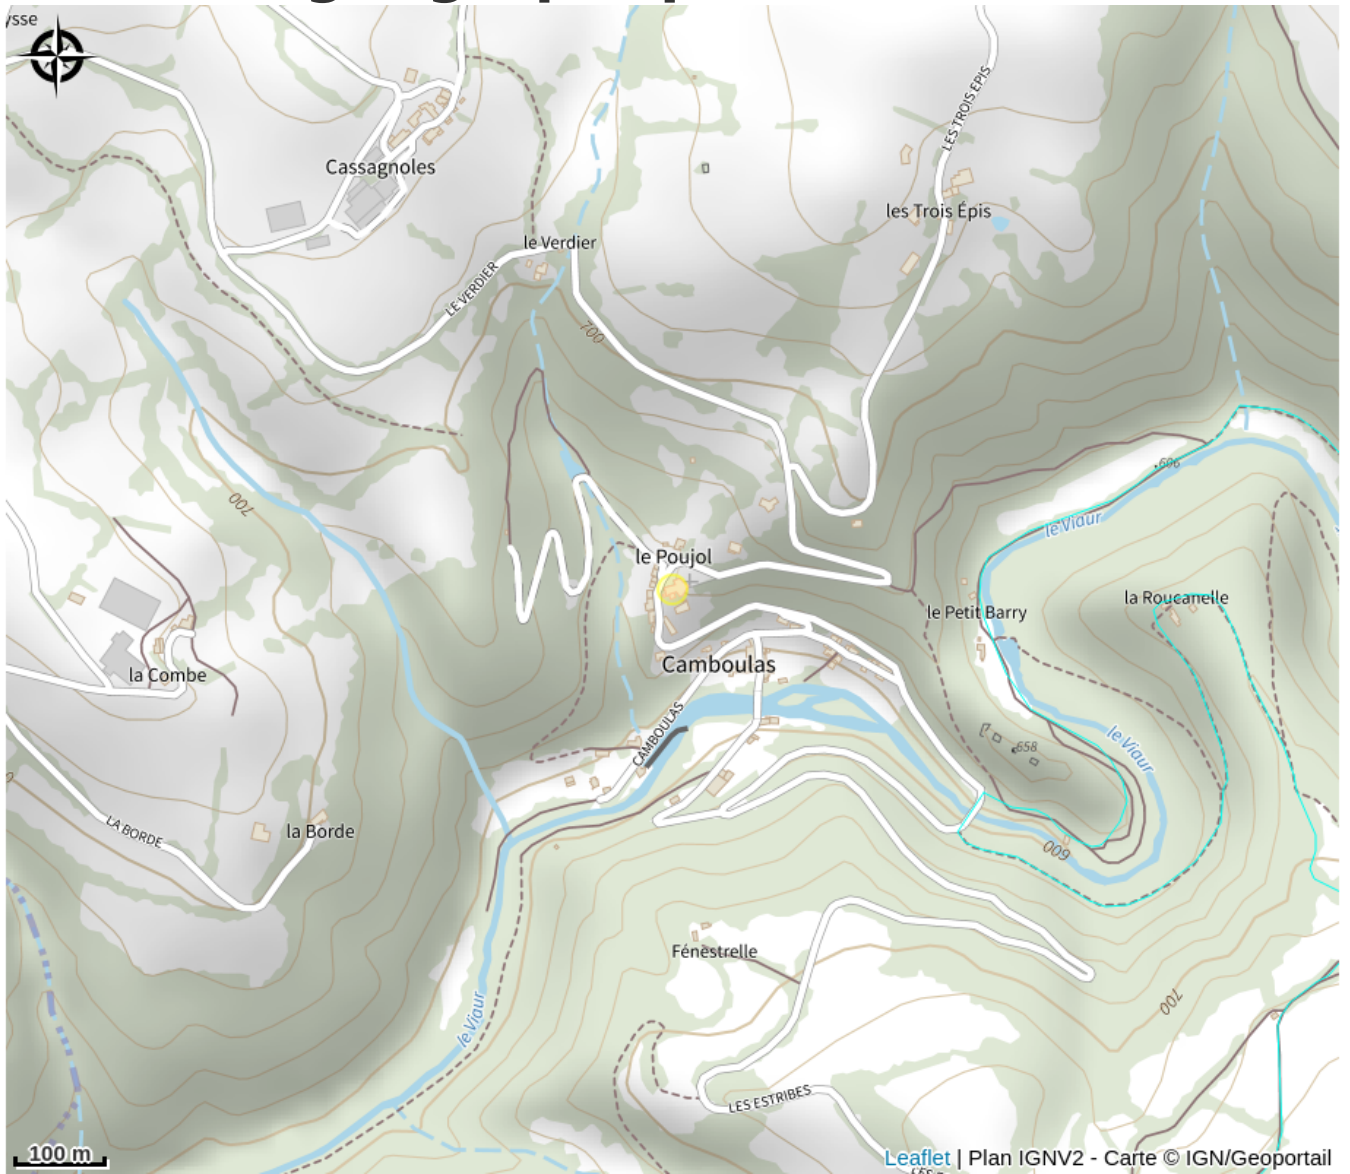 ysse
LES TROIS EPIS
Cassagnoles
les Trois Épis
le Verdier
LE VERDIER
700
606
700
le Viaur
le Poujol
la Roucanelle
le Petit Barry
Camboulas
la Combe
CAMBOULAS
le Viaur
658
LA BORDE
la Borde
600
Fénestrelle
700
le Viaur
LES ESTRIBES
100 m
Leaflet | Plan IGNV2 - Carte © IGN/Geoportail